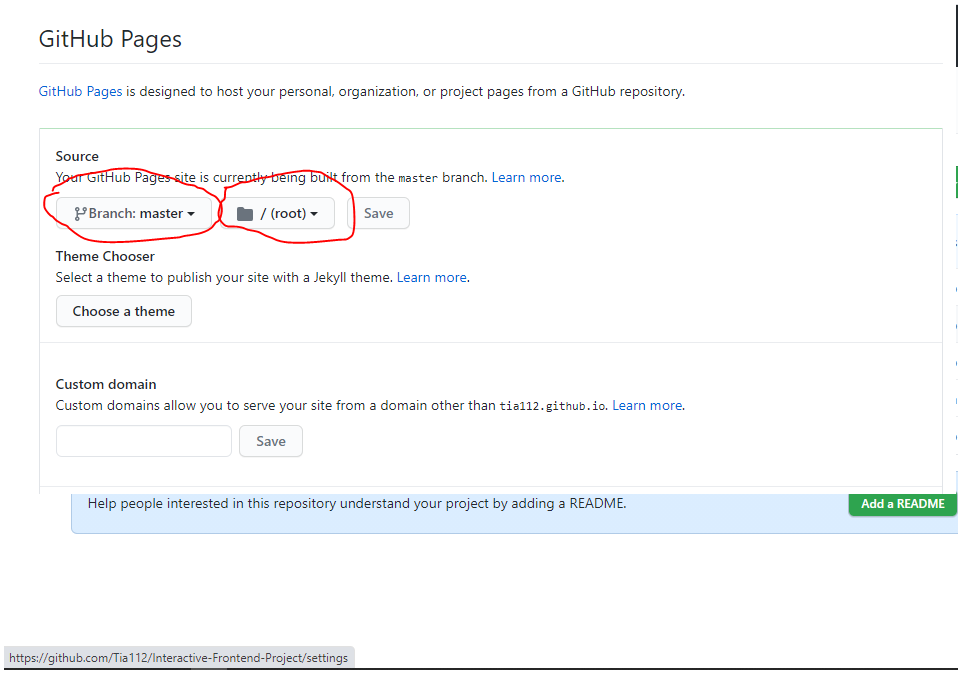 GitHub Pages
GitHub Pages is designed to host your personal, organization, or project pages from a GitHub repository.
Source
Your GitHub Pages site is currently being built from the master branch. Learn more.
Branch: master
/ (root)
Save
Theme Chooser
Select a theme to publish your site with a Jekyll theme. Learn more.
Choose a theme
Custom domain
Custom domains allow you to serve your site from a domain other than tia112.github.io. Learn more.
Save
Help people interested in this repository understand your project by adding a README.
Add a README
https://github.com/Tia112/Interactive-Frontend-Project/settings